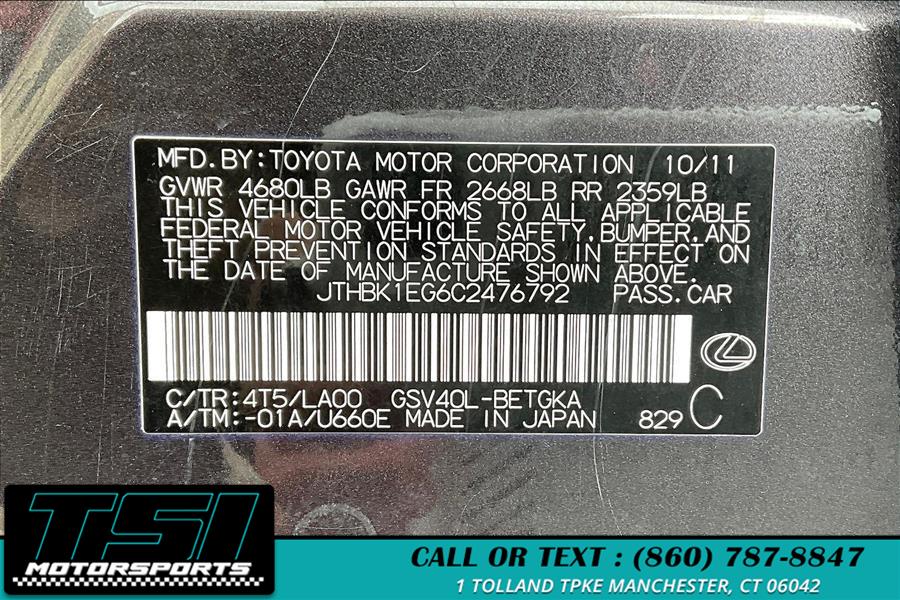 MFD.BY:TOYOTA MOTOR CORPORATION 10/11
GVWR 4680LB GAWR FR 2668LB RR 2359LB
THIS VEHICLE CONFORMS TO ALL APPLICABLE
FEDERAL MOTOR VEHICLE SAFETY,BUMPER,AND
THEFT PREVENTION STANDARDS IN EFFECT ON
THE DATE OF MANUFACTURE SHOWN ABOVE.
JTHBK1EG6C2476792 PASS.CAR
C/TR:4T5/LA00 GSV40L-BETGKA
A/TM:-01A/U660E MADE IN JAPAN 829 C
TSI
MOTORSPORTS
CALL OR TEXT : (860) 787-8847
1 TOLLAND TPKE MANCHESTER, CT 06042